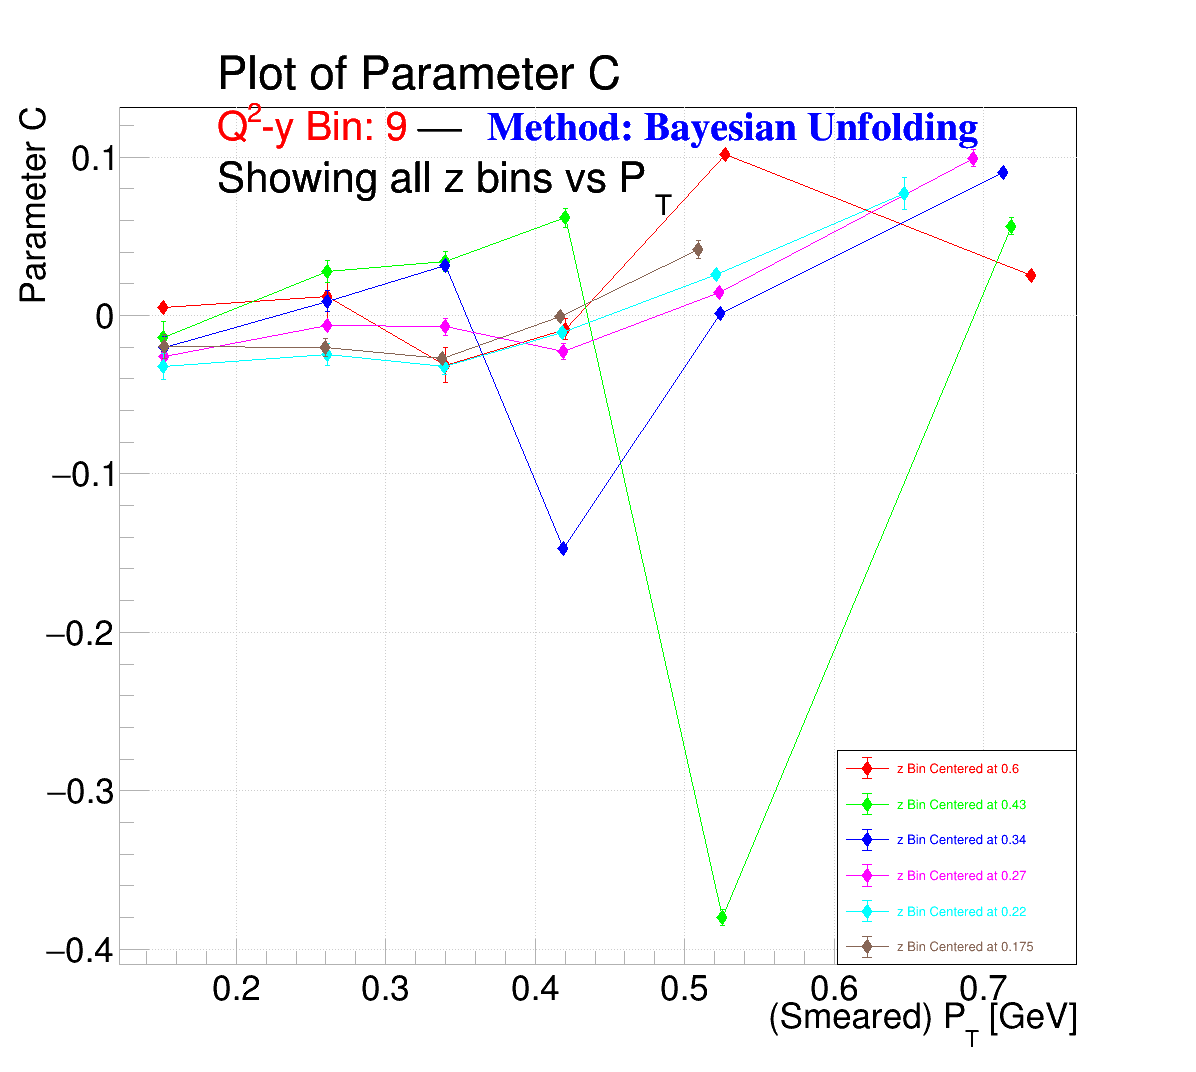 Plot of Parameter C
Q²-y Bin: 9 — Method: Bayesian Unfolding
Showing all z bins vs P_T
Parameter C
0.1
0
−0.1
−0.2
−0.3
−0.4
z Bin Centered at 0.6
z Bin Centered at 0.43
z Bin Centered at 0.34
z Bin Centered at 0.27
z Bin Centered at 0.22
z Bin Centered at 0.175
0.2 0.3 0.4 0.5 0.6 0.7
(Smeared) P_T [GeV]